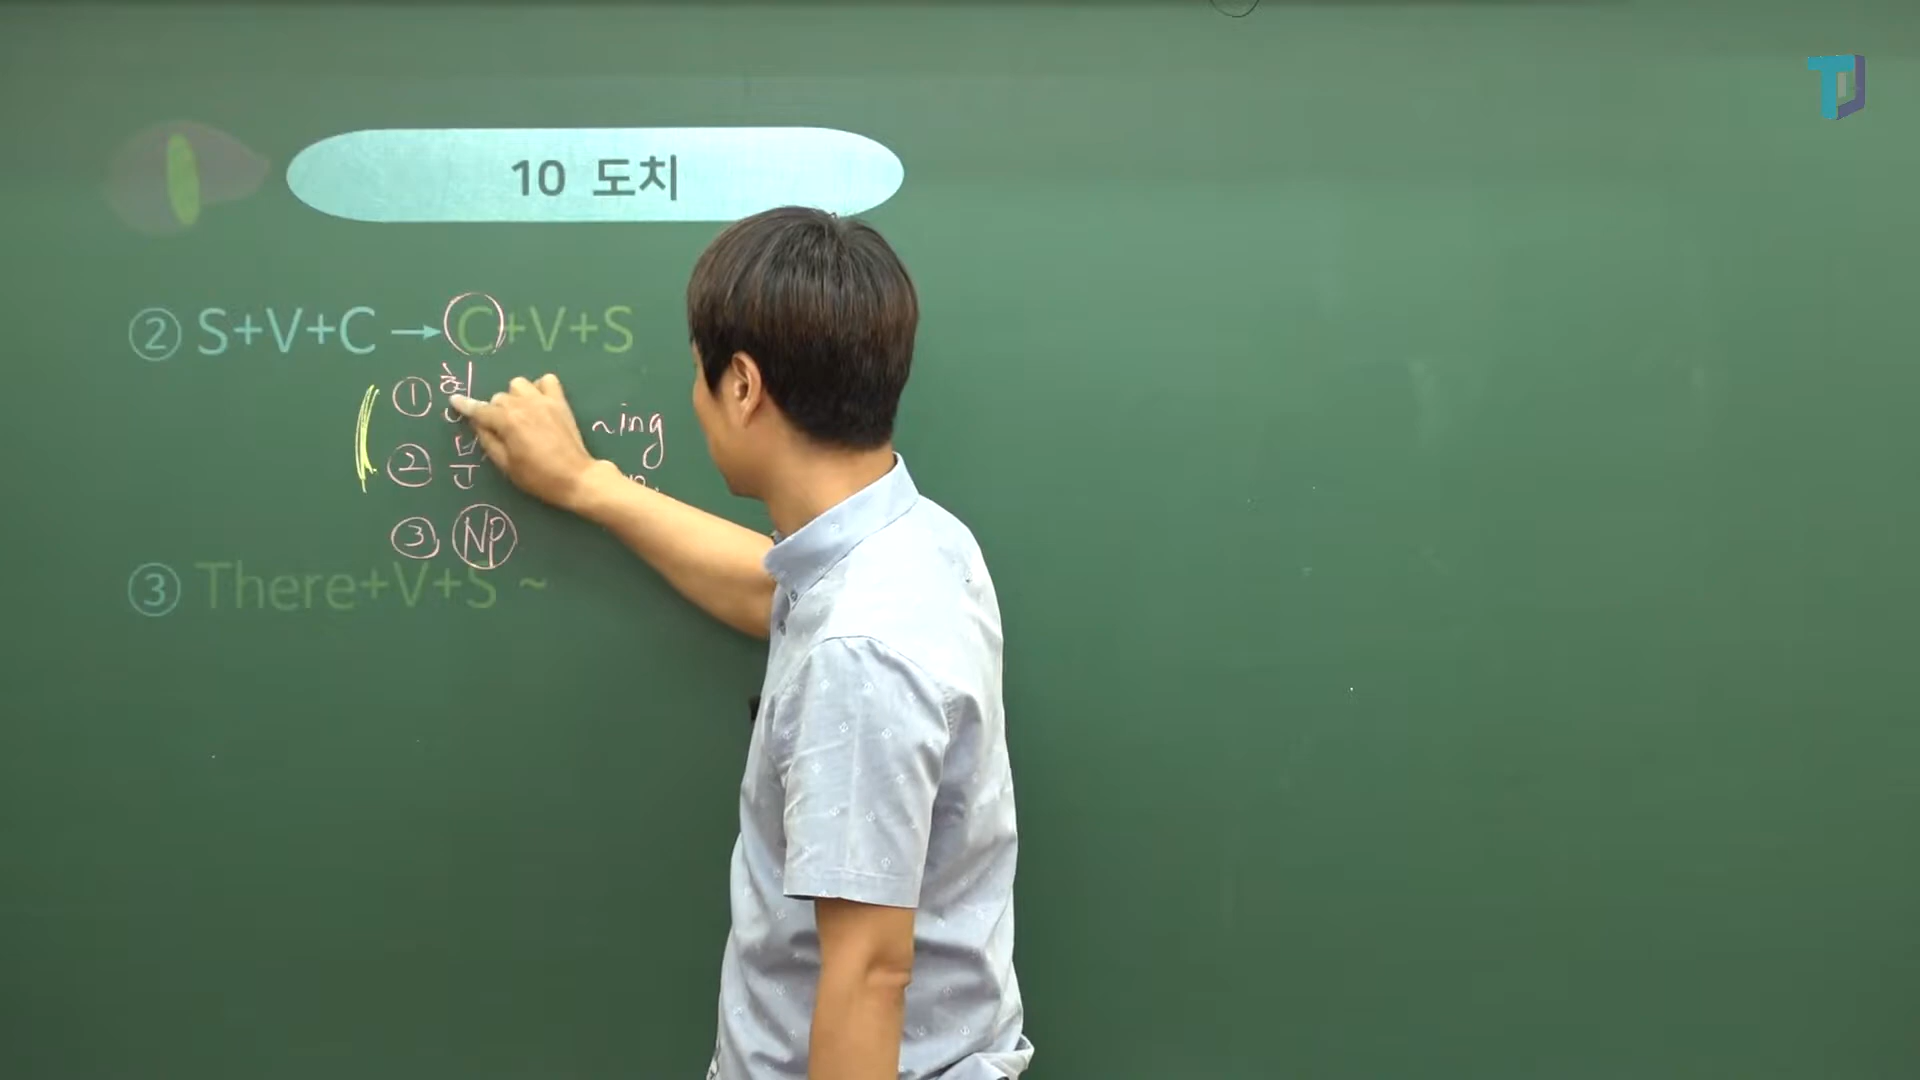 10 도치
② S+V+C → C+V+S
① 형
~ing
② 분
③ NP
③ There+V+S ~